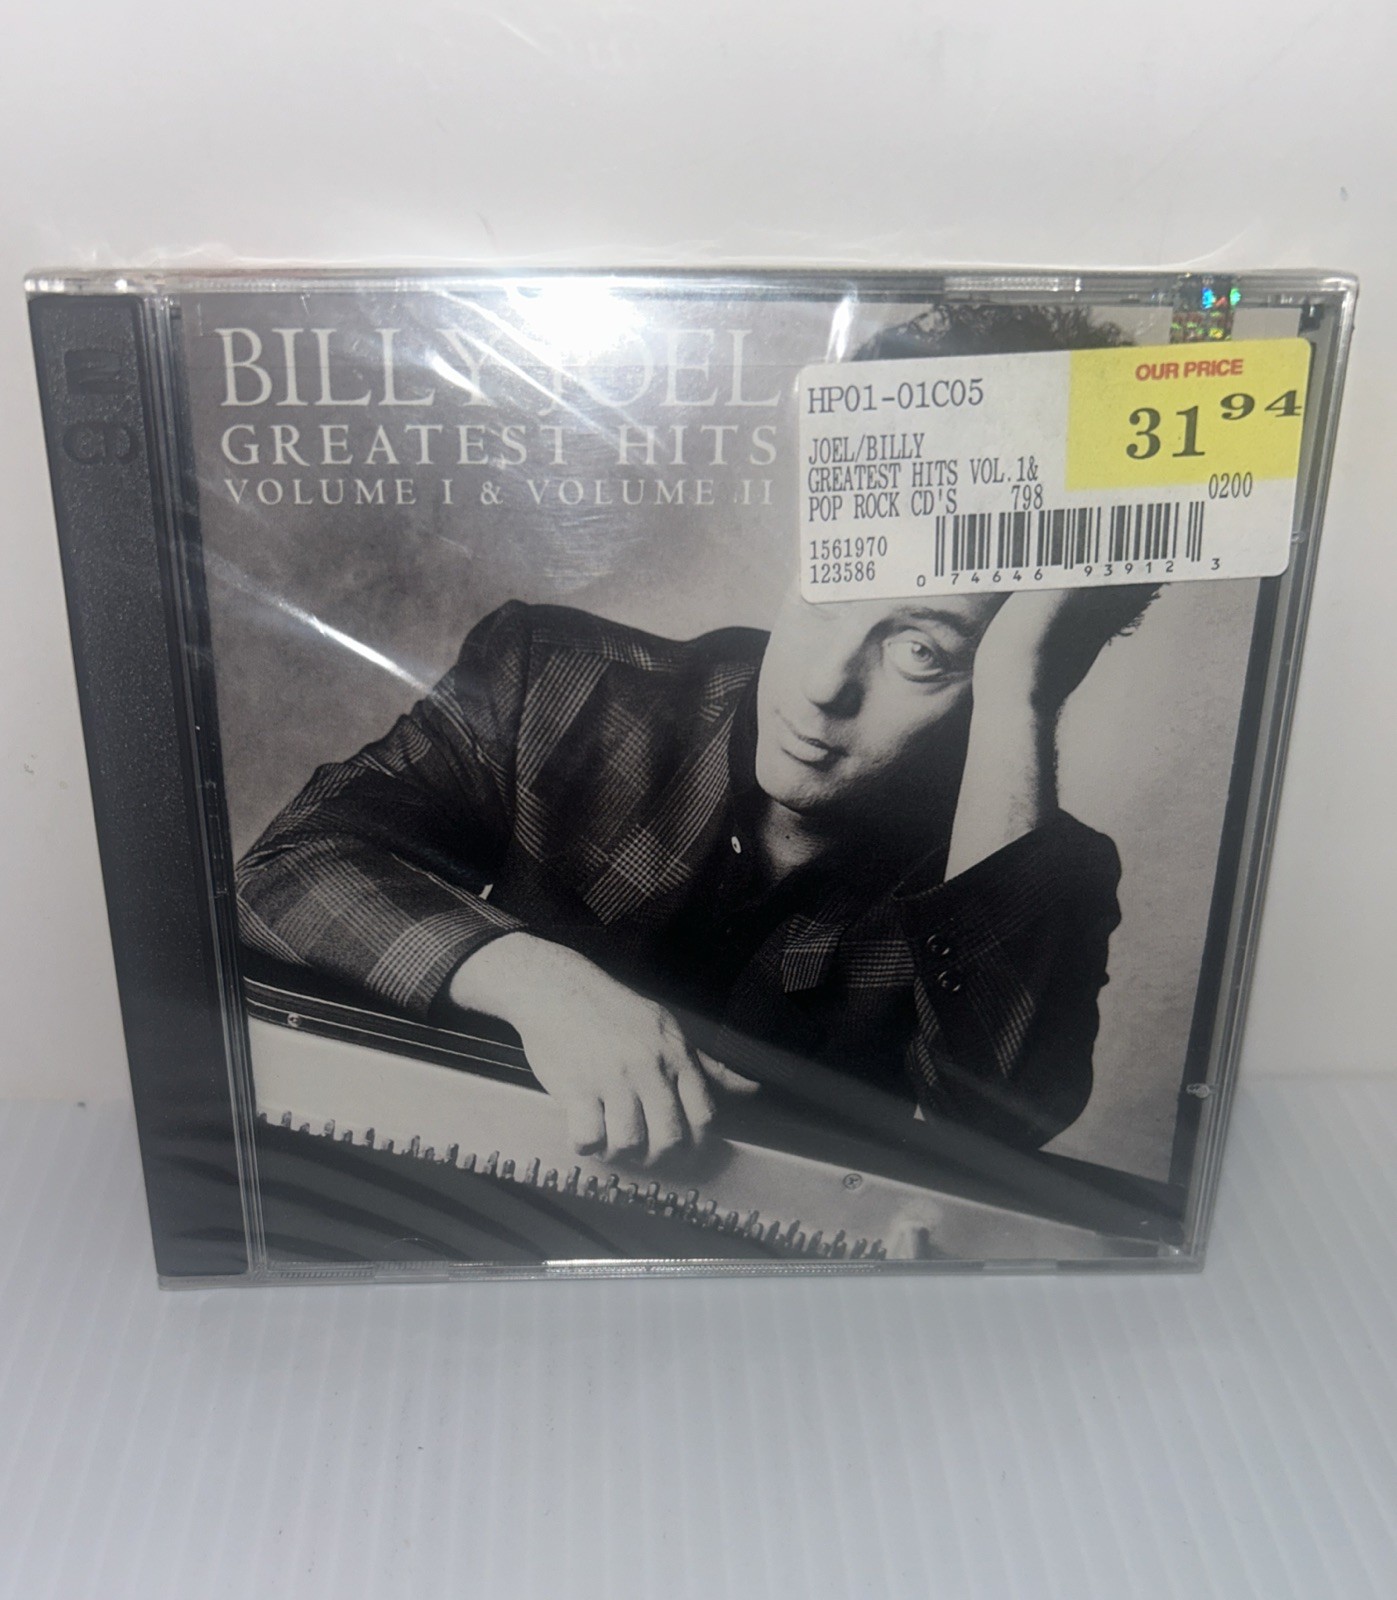 BILLY JOEL
GREATEST HITS
VOLUME I & VOLUME II
HP01-01C05
OUR PRICE
31 94
JOEL/BILLY
GREATEST HITS VOL.1&
POP ROCK CD'S 798
0200
1561970
123586
0 74646 93912 3